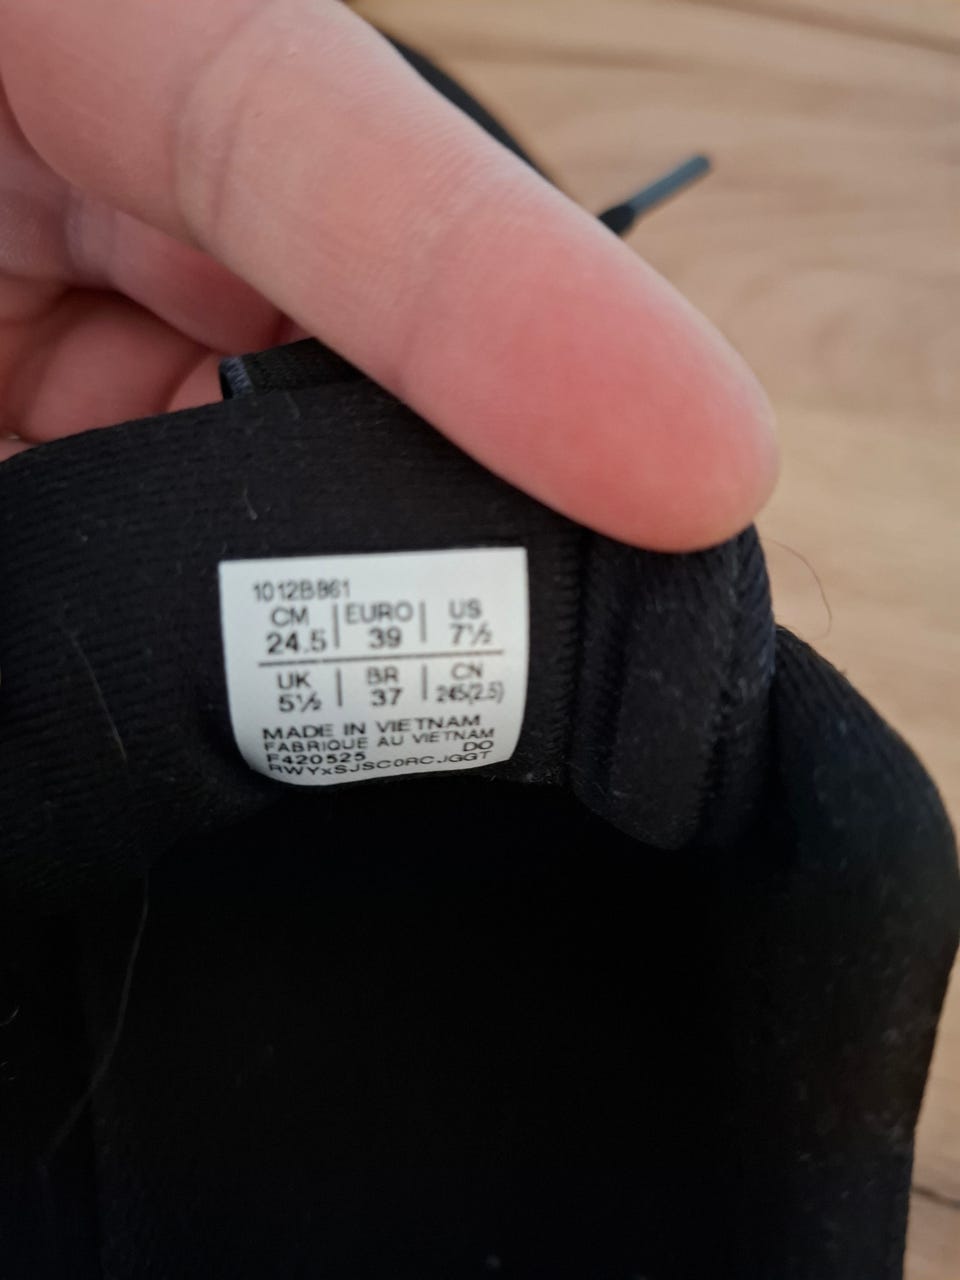 1012B861
CM | EURO | US
24.5 | 39 | 7½
UK | BR | CN
5½ | 37 | 245(2.5)
MADE IN VIETNAM
FABRIQUE AU VIETNAM
F420525 DO
RWYxSJSC0RCJGGT